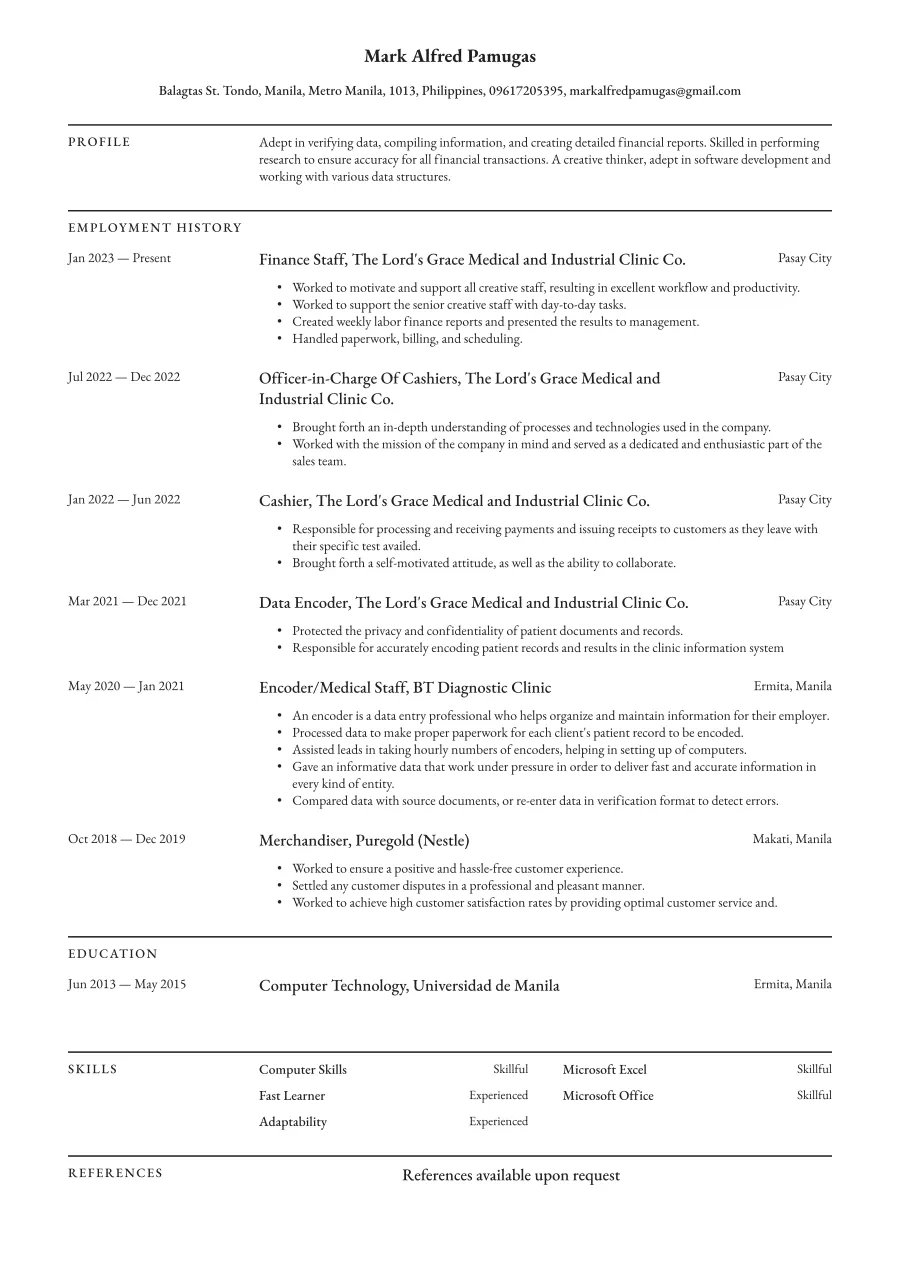 Mark Alfred Pamugas
Balagtas St. Tondo, Manila, Metro Manila, 1013, Philippines, 09617205395, markalfredpamugas@gmail.com
PROFILE
Adept in verifying data, compiling information, and creating detailed financial reports. Skilled in performing
research to ensure accuracy for all financial transactions. A creative thinker, adept in software development and
working with various data structures.
EMPLOYMENT HISTORY
Jan 2023 — Present
Finance Staff, The Lord's Grace Medical and Industrial Clinic Co.
Pasay City
• Worked to motivate and support all creative staff, resulting in excellent workflow and productivity.
• Worked to support the senior creative staff with day-to-day tasks.
• Created weekly labor finance reports and presented the results to management.
• Handled paperwork, billing, and scheduling.
Jul 2022 — Dec 2022
Officer-in-Charge Of Cashiers, The Lord's Grace Medical and
Industrial Clinic Co.
Pasay City
• Brought forth an in-depth understanding of processes and technologies used in the company.
• Worked with the mission of the company in mind and served as a dedicated and enthusiastic part of the
sales team.
Jan 2022 — Jun 2022
Cashier, The Lord's Grace Medical and Industrial Clinic Co.
Pasay City
• Responsible for processing and receiving payments and issuing receipts to customers as they leave with
their specific test availed.
• Brought forth a self-motivated attitude, as well as the ability to collaborate.
Mar 2021 — Dec 2021
Data Encoder, The Lord's Grace Medical and Industrial Clinic Co.
Pasay City
• Protected the privacy and confidentiality of patient documents and records.
• Responsible for accurately encoding patient records and results in the clinic information system
May 2020 — Jan 2021
Encoder/Medical Staff, BT Diagnostic Clinic
Ermita, Manila
• An encoder is a data entry professional who helps organize and maintain information for their employer.
• Processed data to make proper paperwork for each client's patient record to be encoded.
• Assisted leads in taking hourly numbers of encoders, helping in setting up of computers.
• Gave an informative data that work under pressure in order to deliver fast and accurate information in
every kind of entity.
• Compared data with source documents, or re-enter data in verification format to detect errors.
Oct 2018 — Dec 2019
Merchandiser, Puregold (Nestle)
Makati, Manila
• Worked to ensure a positive and hassle-free customer experience.
• Settled any customer disputes in a professional and pleasant manner.
• Worked to achieve high customer satisfaction rates by providing optimal customer service and.
EDUCATION
Jun 2013 — May 2015
Computer Technology, Universidad de Manila
Ermita, Manila
SKILLS
Computer Skills Skillful
Microsoft Excel Skillful
Fast Learner Experienced
Microsoft Office Skillful
Adaptability Experienced
REFERENCES
References available upon request